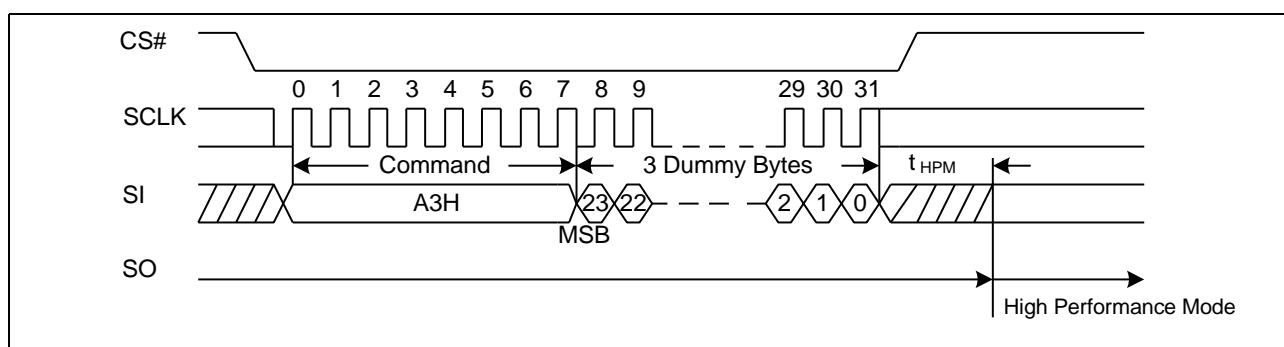 CS#
0 1 2 3 4 5 6 7 8 9 29 30 31
SCLK
Command 3 Dummy Bytes tHPM
SI A3H 23 22 2 1 0
MSB
SO
High Performance Mode